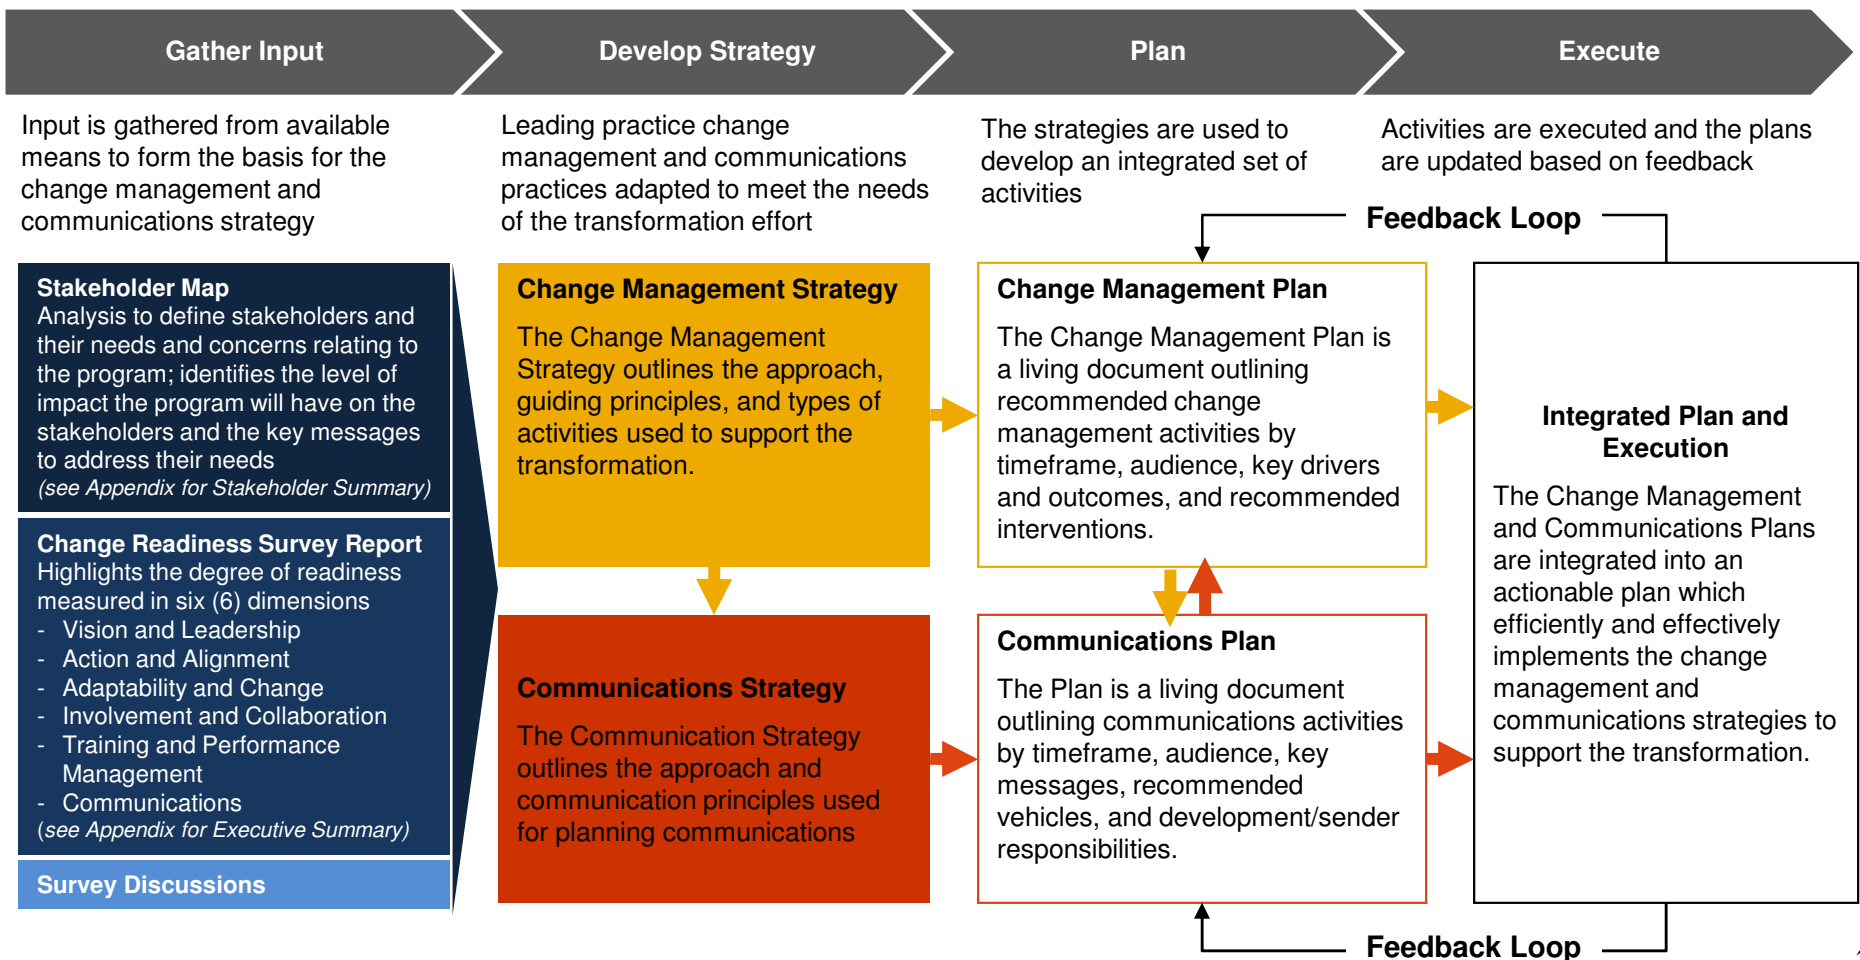 Gather Input
Develop Strategy
Plan
Execute
Input is gathered from available
means to form the basis for the
change management and
communications strategy
Leading practice change
management and communications
practices adapted to meet the needs
of the transformation effort
The strategies are used to
develop an integrated set of
activities
Activities are executed and the plans
are updated based on feedback
Feedback Loop
Stakeholder Map
Analysis to define stakeholders and
their needs and concerns relating to
the program; identifies the level of
impact the program will have on the
stakeholders and the key messages
to address their needs
(see Appendix for Stakeholder Summary)
Change Readiness Survey Report
Highlights the degree of readiness
measured in six (6) dimensions
- Vision and Leadership
- Action and Alignment
- Adaptability and Change
- Involvement and Collaboration
- Training and Performance
Management
- Communications
(see Appendix for Executive Summary)
Survey Discussions
Change Management Strategy
The Change Management
Strategy outlines the approach,
guiding principles, and types of
activities used to support the
transformation.
Communications Strategy
The Communication Strategy
outlines the approach and
communication principles used
for planning communications
Change Management Plan
The Change Management Plan is
a living document outlining
recommended change
management activities by
timeframe, audience, key drivers
and outcomes, and recommended
interventions.
Communications Plan
The Plan is a living document
outlining communications activities
by timeframe, audience, key
messages, recommended
vehicles, and development/sender
responsibilities.
Integrated Plan and
Execution
The Change Management
and Communications Plans
are integrated into an
actionable plan which
efficiently and effectively
implements the change
management and
communications strategies to
support the transformation.
Feedback Loop